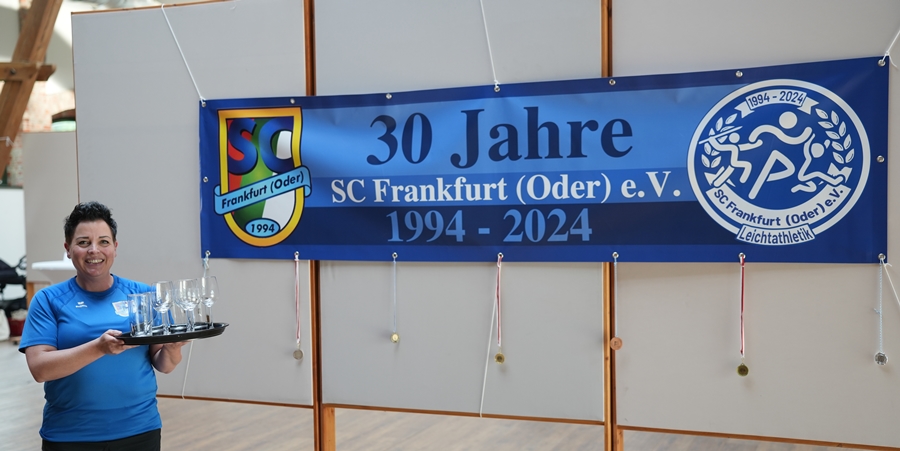 SC
Frankfurt (Oder)
1994
30 Jahre
SC Frankfurt (Oder) e.V.
1994 - 2024
1994 - 2024
SC Frankfurt (Oder) e.V.
Leichtathletik